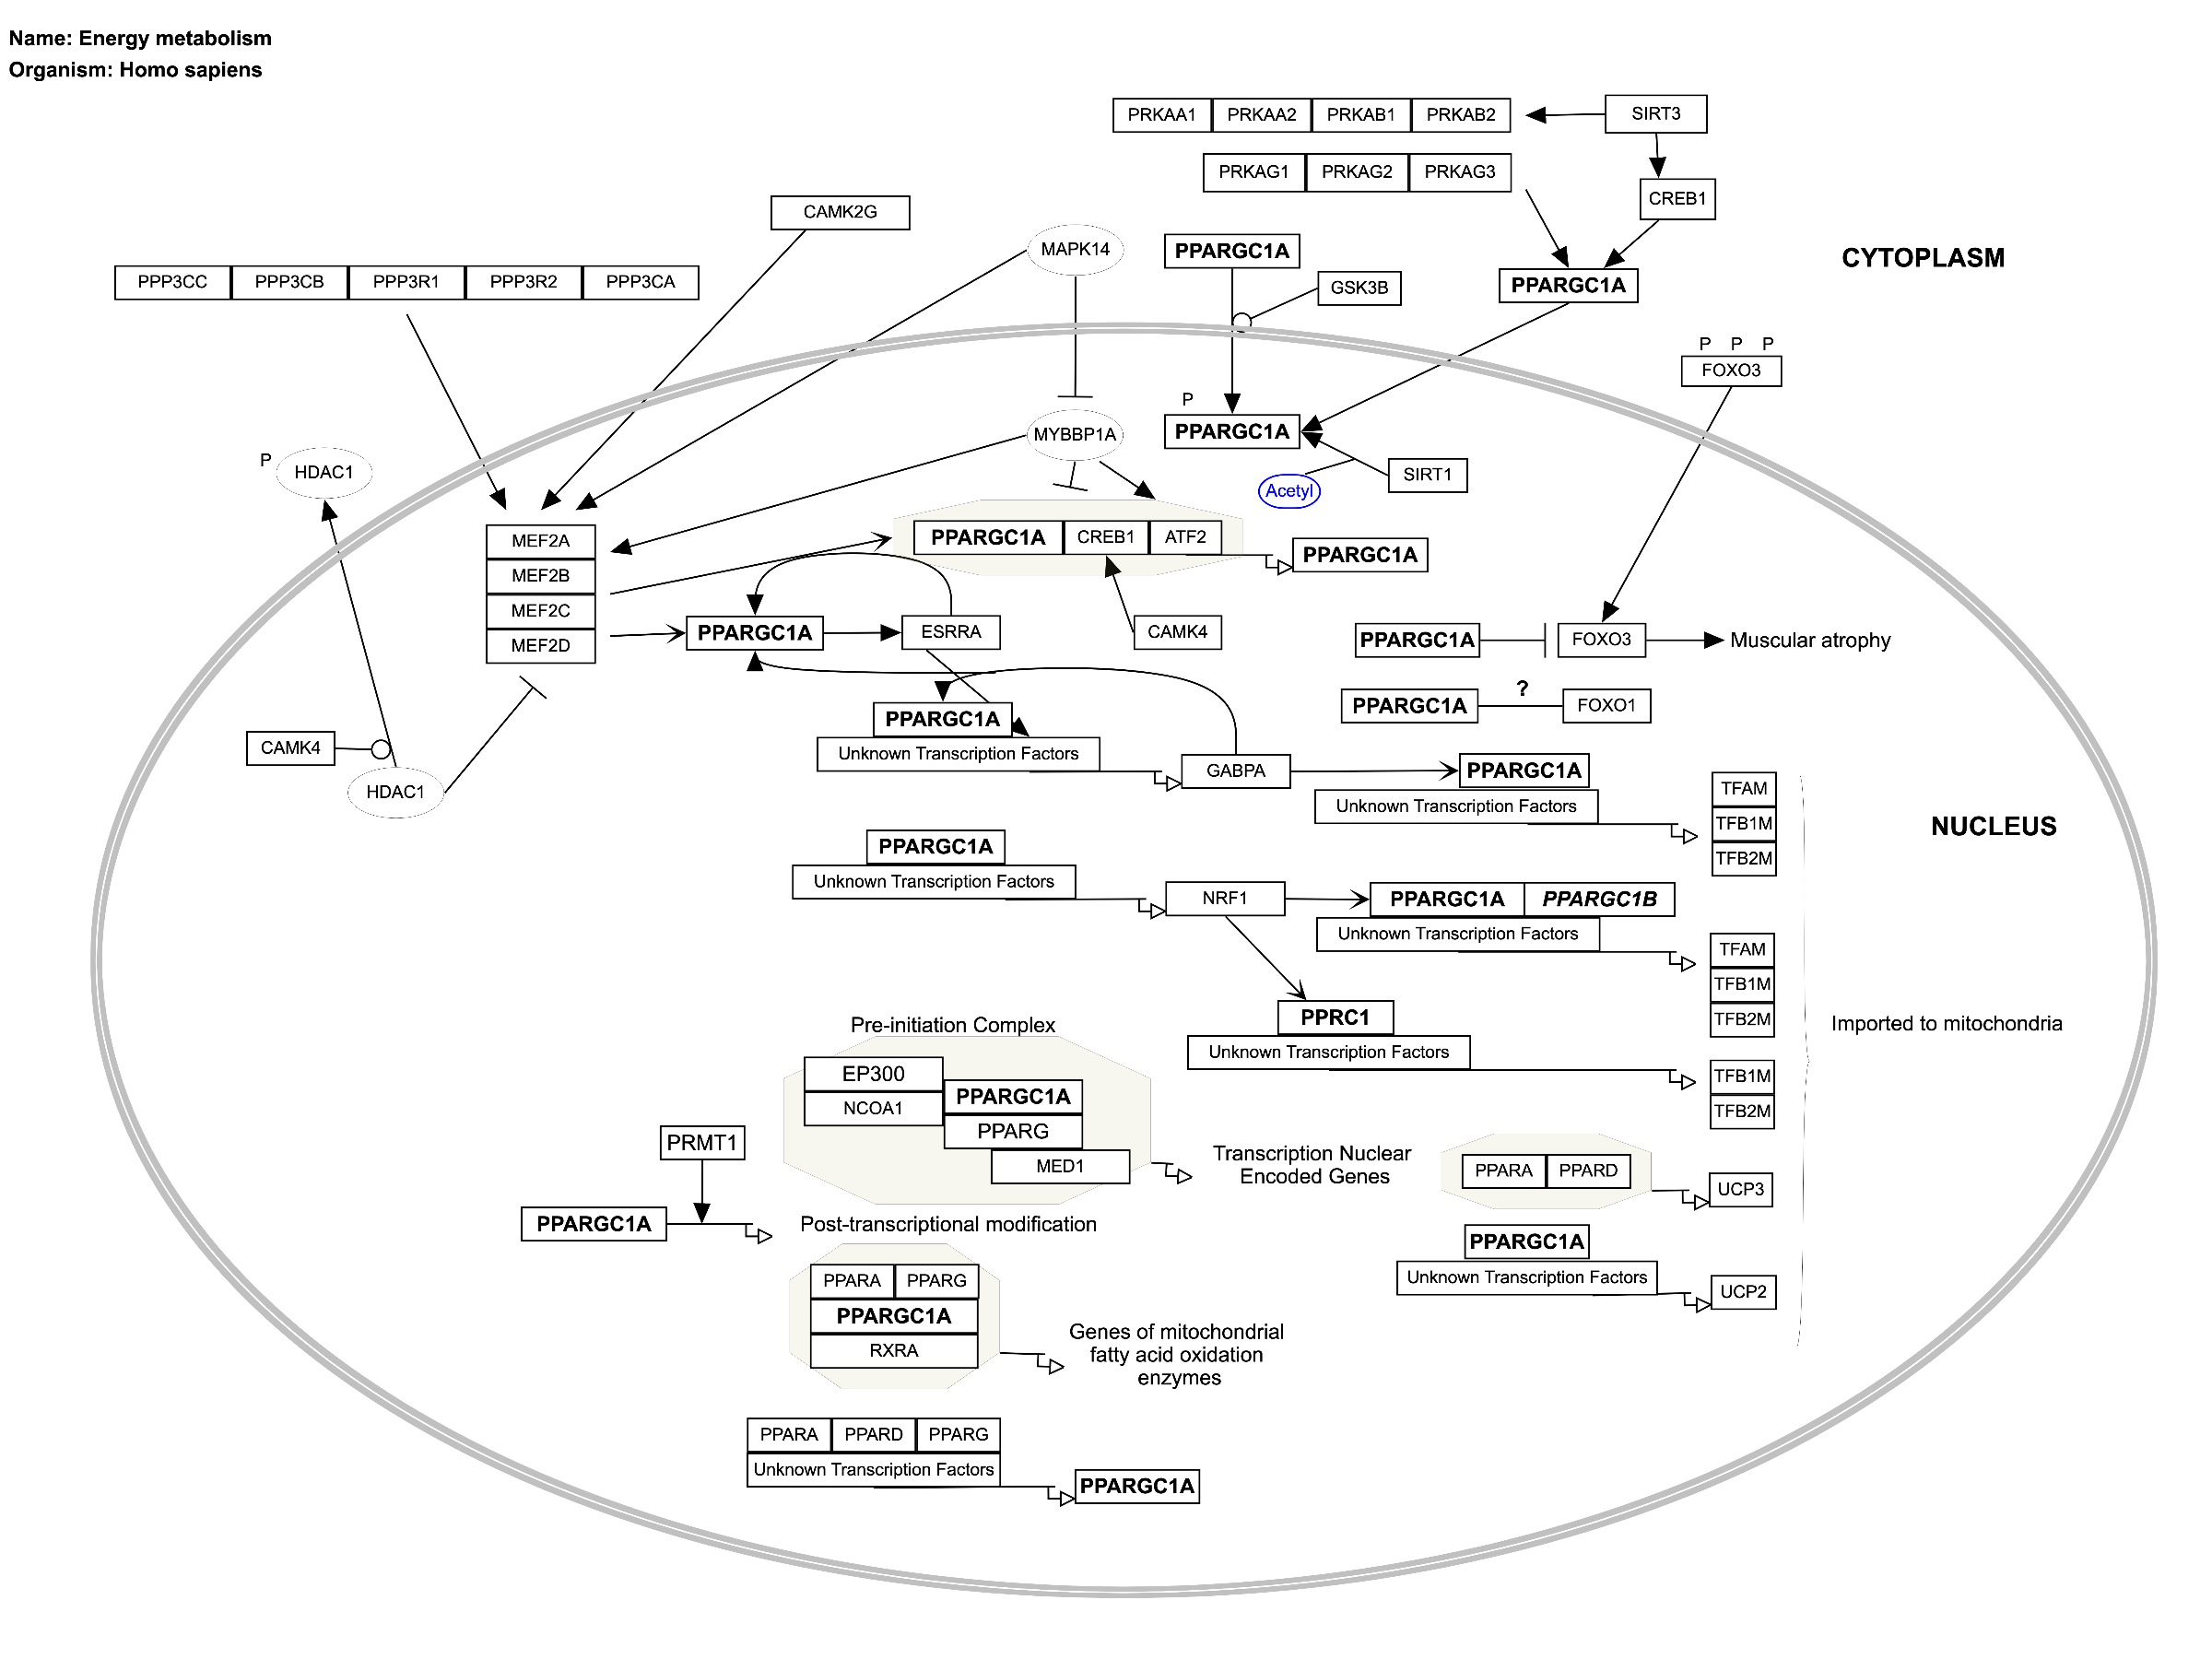 Name: Energy metabolism
Organism: Homo sapiens
PRKAA1 PRKAA2 PRKAB1 PRKAB2 SIRT3
PRKAG1 PRKAG2 PRKAG3
CREB1
CAMK2G
MAPK14
PPARGC1A
CYTOPLASM
PPP3CC PPP3CB PPP3R1 PPP3R2 PPP3CA
GSK3B
PPARGC1A
P P P
FOXO3
P
PPARGC1A
MYBBP1A
P
HDAC1
SIRT1
Acetyl
MEF2A
MEF2B
MEF2C
MEF2D
PPARGC1A CREB1 ATF2
PPARGC1A
PPARGC1A
ESRRA
CAMK4
PPARGC1A
FOXO3
Muscular atrophy
?
PPARGC1A
FOXO1
PPARGC1A
Unknown Transcription Factors
CAMK4
HDAC1
GABPA
PPARGC1A
Unknown Transcription Factors
TFAM
TFB1M
TFB2M
NUCLEUS
PPARGC1A
Unknown Transcription Factors
NRF1
PPARGC1A PPARGC1B
Unknown Transcription Factors
TFAM
TFB1M
TFB2M
Imported to mitochondria
PPRC1
Unknown Transcription Factors
TFB1M
TFB2M
Pre-initiation Complex
EP300
NCOA1
PPARGC1A
PPARG
MED1
PRMT1
Transcription Nuclear
Encoded Genes
PPARA PPARD
UCP3
PPARGC1A
Post-transcriptional modification
PPARGC1A
Unknown Transcription Factors
UCP2
PPARA PPARG
PPARGC1A
RXRA
Genes of mitochondrial
fatty acid oxidation
enzymes
PPARA PPARD PPARG
Unknown Transcription Factors
PPARGC1A